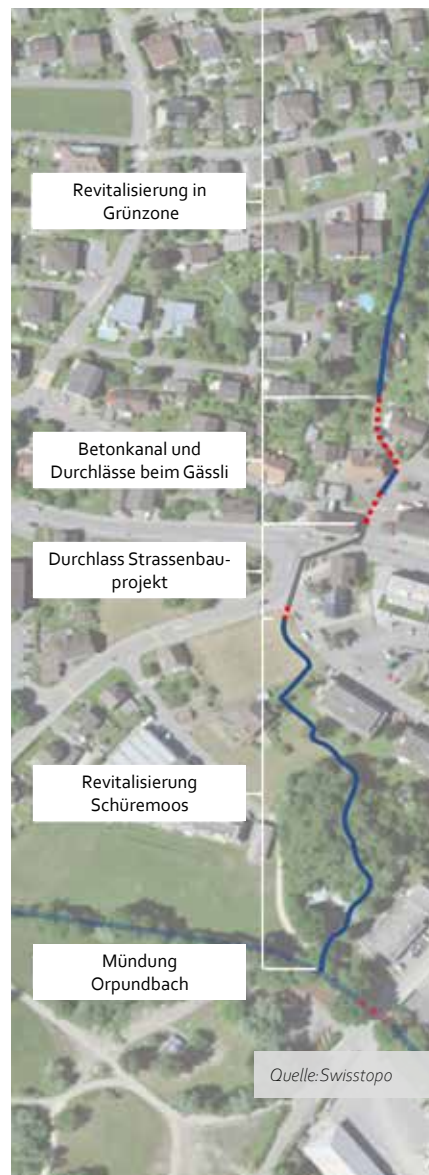 Revitalisierung in
Grünzone
Betonkanal und
Durchlässe beim Gässli
Durchlass Strassenbau-
projekt
Revitalisierung
Schüremoos
Mündung
Orpundbach
Quelle: Swisstopo